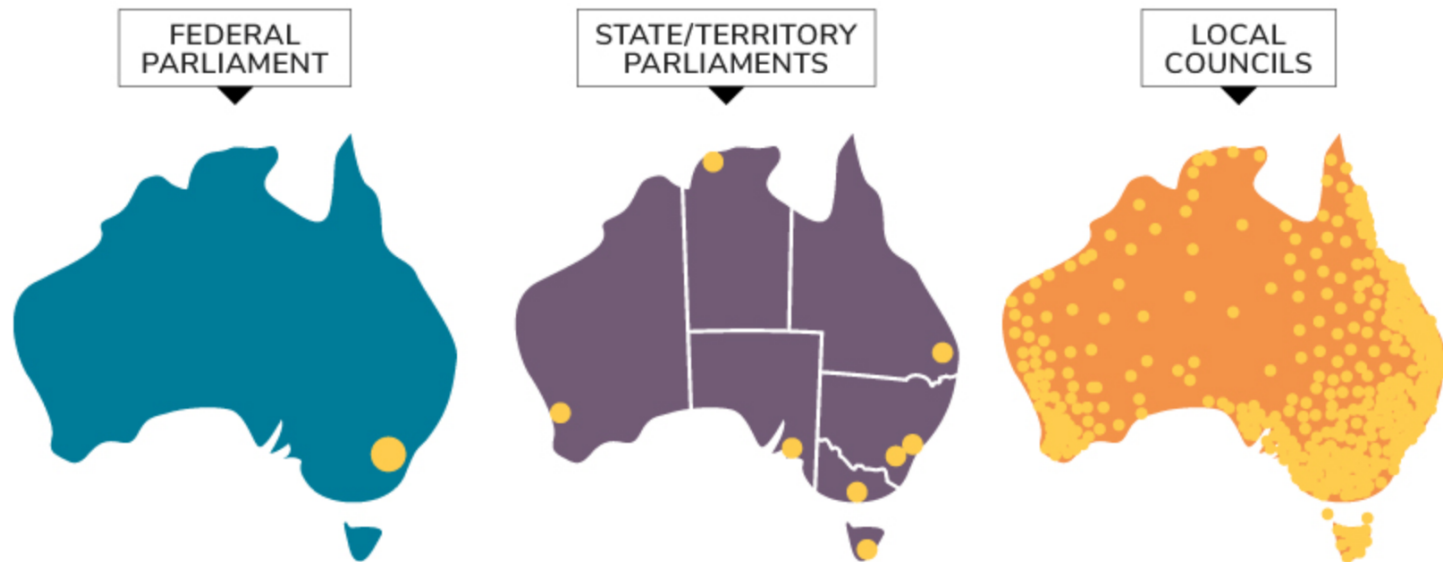 FEDERAL
PARLIAMENT
STATE/TERRITORY
PARLIAMENTS
LOCAL
COUNCILS